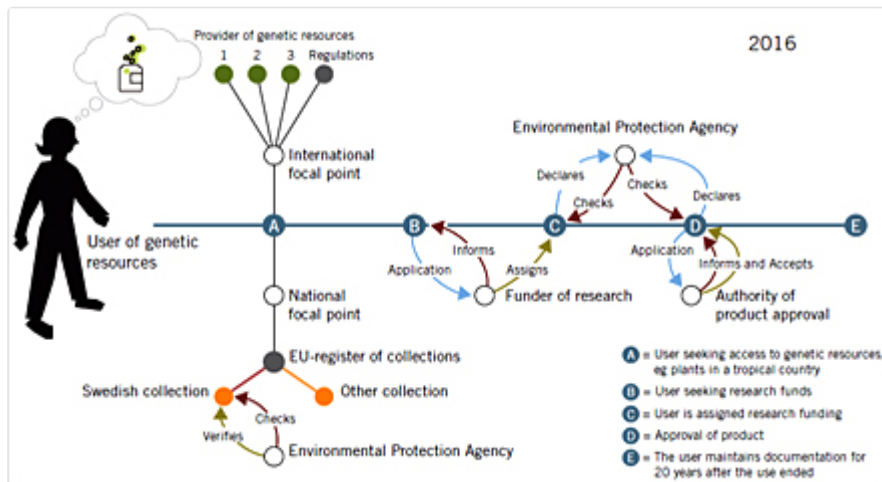 Provider of genetic resources
1 2 3 Regulations
2016
International
focal point
Environmental Protection Agency
Declares
Checks
Checks
Declares
User of genetic
resources
A
B
C
D
E
Application
Informs
Assigns
Funder of research
Application
Informs and Accepts
Authority of
product approval
National
focal point
EU-register of collections
Swedish collection
Other collection
Verifies
Checks
Environmental Protection Agency
A = User seeking access to genetic resources,
eg plants in a tropical country
B = User seeking research funds
C = User is assigned research funding
D = Approval of product
E = The user maintains documentation for
20 years after the use ended